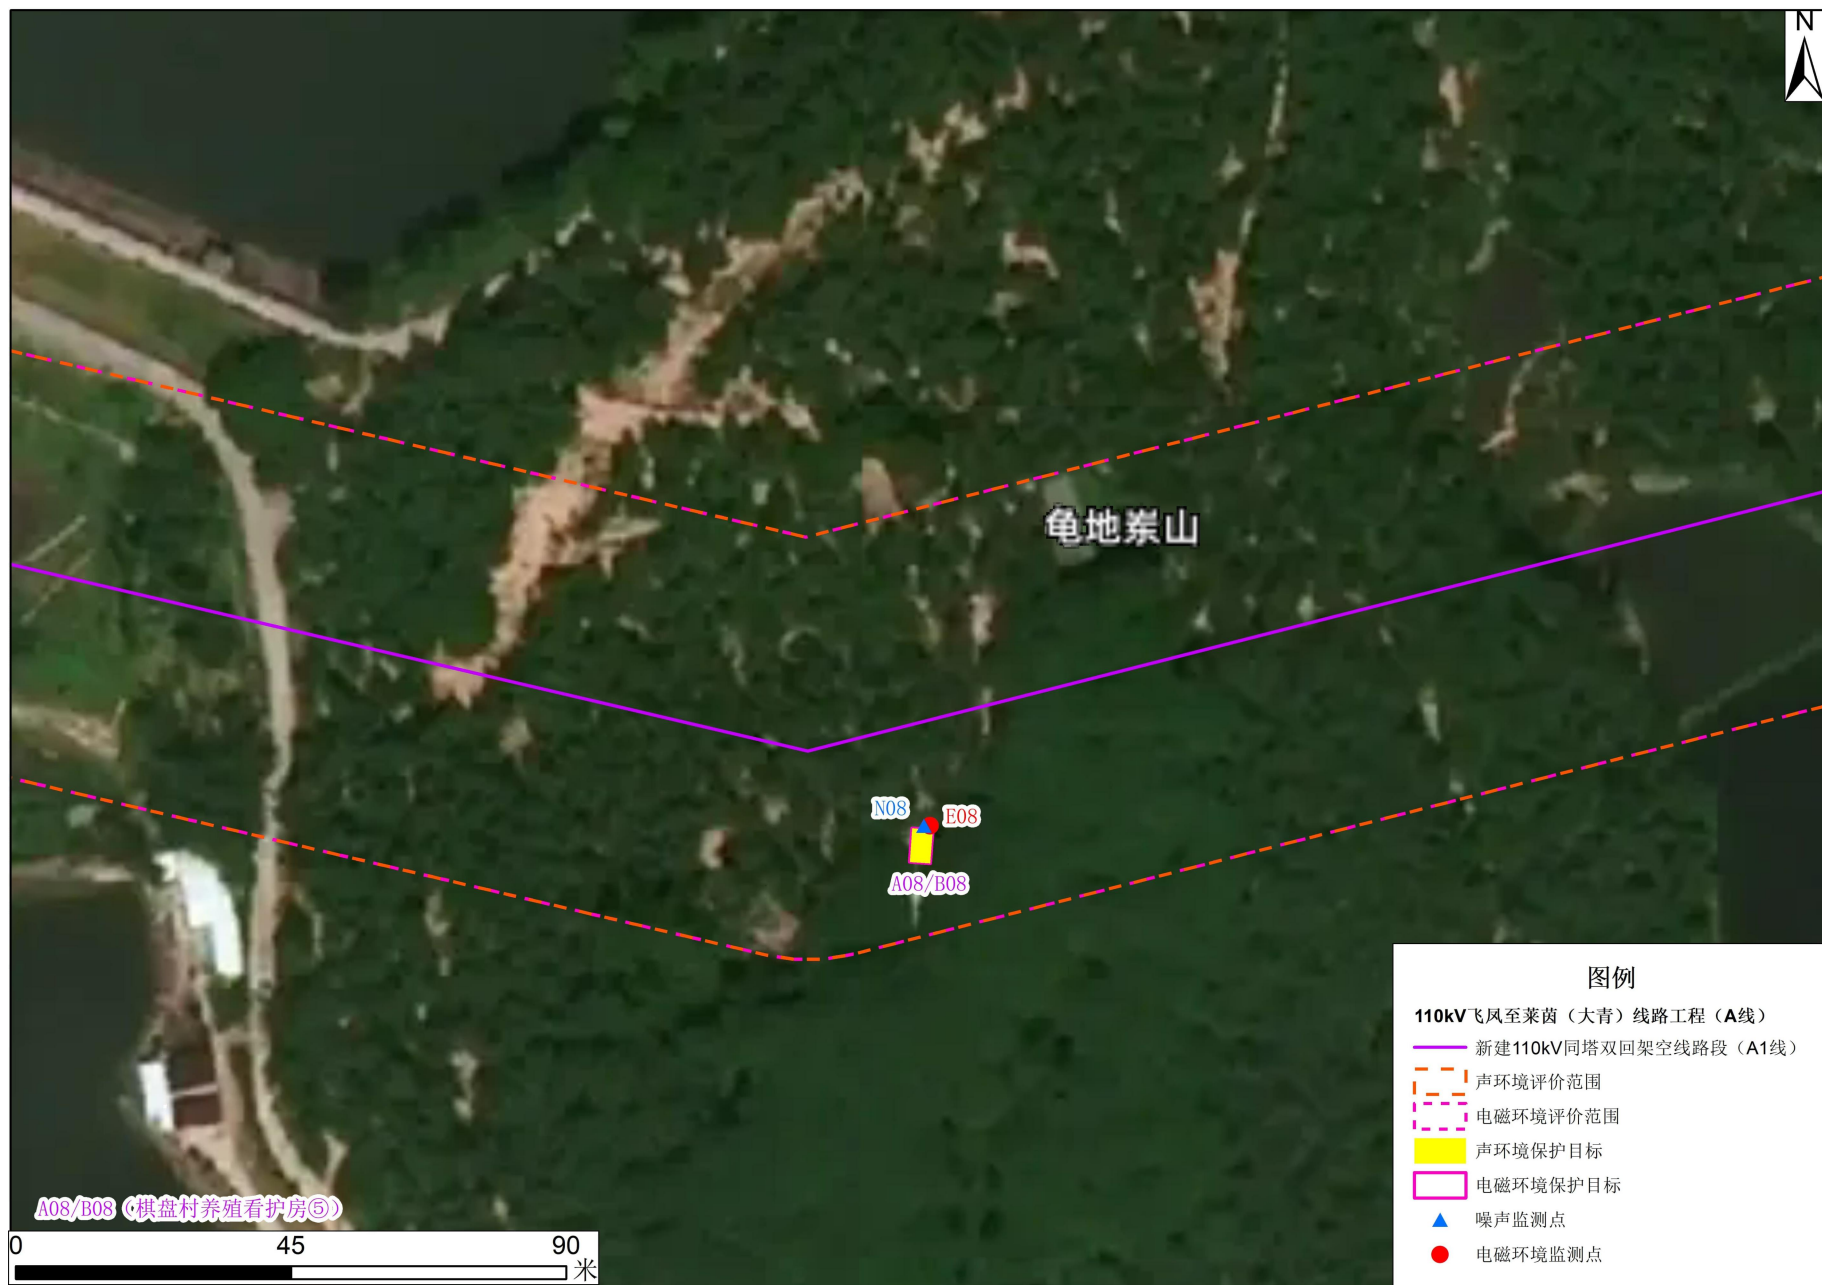 N
龟地岽山
N08
E08
A08/B08
图例
110kV飞凤至莱茵（大青）线路工程（A线）
新建110kV同塔双回架空线路段（A1线）
声环境评价范围
电磁环境评价范围
声环境保护目标
电磁环境保护目标
噪声监测点
电磁环境监测点
A08/B08（棋盘村养殖看护房⑤）
0 45 90
米